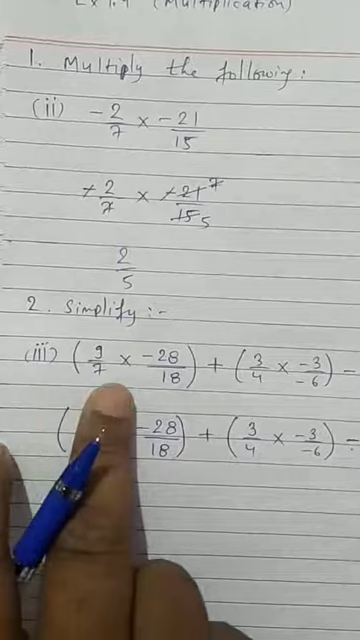 Ex 1.4 (Multiplication)
1. Multiply the following:
(ii) -2/7 × -21/15
-2/7 × -21 7/15 5
2/5
2. Simplify :-
(iii) (9/7 × -28/18) + (3/4 × -3/-6) -
( -28/18) + (3/4 × -3/-6) -